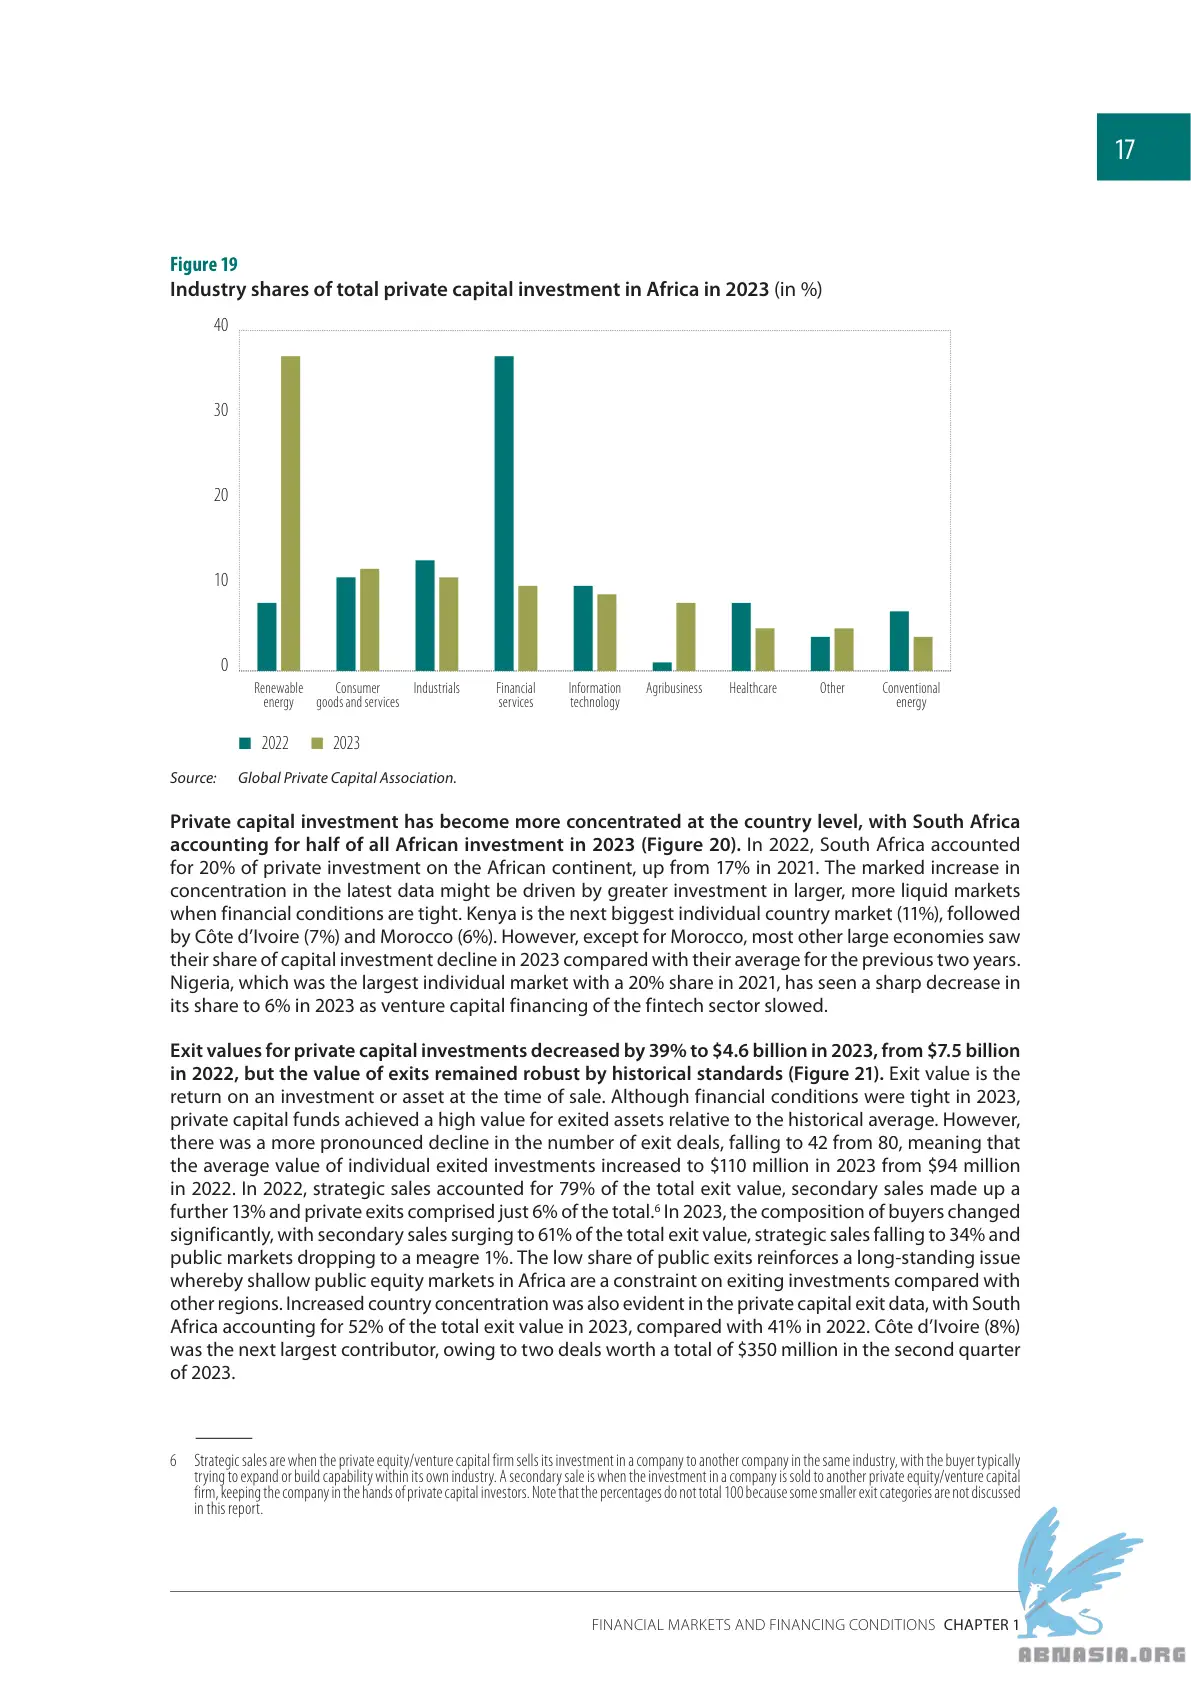 17
Figure 19
Industry shares of total private capital investment in Africa in 2023 (in %)
40
30
20
10
0
Renewable energy
Consumer goods and services
Industrials
Financial services
Information technology
Agribusiness
Healthcare
Other
Conventional energy
2022 2023
Source: Global Private Capital Association.
Private capital investment has become more concentrated at the country level, with South Africa
accounting for half of all African investment in 2023 (Figure 20). In 2022, South Africa accounted
for 20% of private investment on the African continent, up from 17% in 2021. The marked increase in
concentration in the latest data might be driven by greater investment in larger, more liquid markets
when financial conditions are tight. Kenya is the next biggest individual country market (11%), followed
by Côte d’Ivoire (7%) and Morocco (6%). However, except for Morocco, most other large economies saw
their share of capital investment decline in 2023 compared with their average for the previous two years.
Nigeria, which was the largest individual market with a 20% share in 2021, has seen a sharp decrease in
its share to 6% in 2023 as venture capital financing of the fintech sector slowed.
Exit values for private capital investments decreased by 39% to $4.6 billion in 2023, from $7.5 billion
in 2022, but the value of exits remained robust by historical standards (Figure 21). Exit value is the
return on an investment or asset at the time of sale. Although financial conditions were tight in 2023,
private capital funds achieved a high value for exited assets relative to the historical average. However,
there was a more pronounced decline in the number of exit deals, falling to 42 from 80, meaning that
the average value of individual exited investments increased to $110 million in 2023 from $94 million
in 2022. In 2022, strategic sales accounted for 79% of the total exit value, secondary sales made up a
further 13% and private exits comprised just 6% of the total.6 In 2023, the composition of buyers changed
significantly, with secondary sales surging to 61% of the total exit value, strategic sales falling to 34% and
public markets dropping to a meagre 1%. The low share of public exits reinforces a long-standing issue
whereby shallow public equity markets in Africa are a constraint on exiting investments compared with
other regions. Increased country concentration was also evident in the private capital exit data, with South
Africa accounting for 52% of the total exit value in 2023, compared with 41% in 2022. Côte d’Ivoire (8%)
was the next largest contributor, owing to two deals worth a total of $350 million in the second quarter
of 2023.
6 Strategic sales are when the private equity/venture capital firm sells its investment in a company to another company in the same industry, with the buyer typically
trying to expand or build capability within its own industry. A secondary sale is when the investment in a company is sold to another private equity/venture capital
firm, keeping the company in the hands of private capital investors. Note that the percentages do not total 100 because some smaller exit categories are not discussed
in this report.
FINANCIAL MARKETS AND FINANCING CONDITIONS CHAPTER 1
ABNASIA.ORG